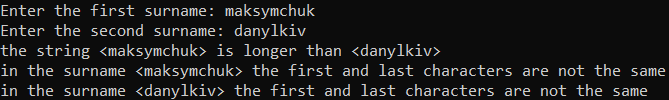 Enter the first surname: maksymchuk
Enter the second surname: danylkiv
the string <maksymchuk> is longer than <danylkiv>
in the surname <maksymchuk> the first and last characters are not the same
in the surname <danylkiv> the first and last characters are not the same